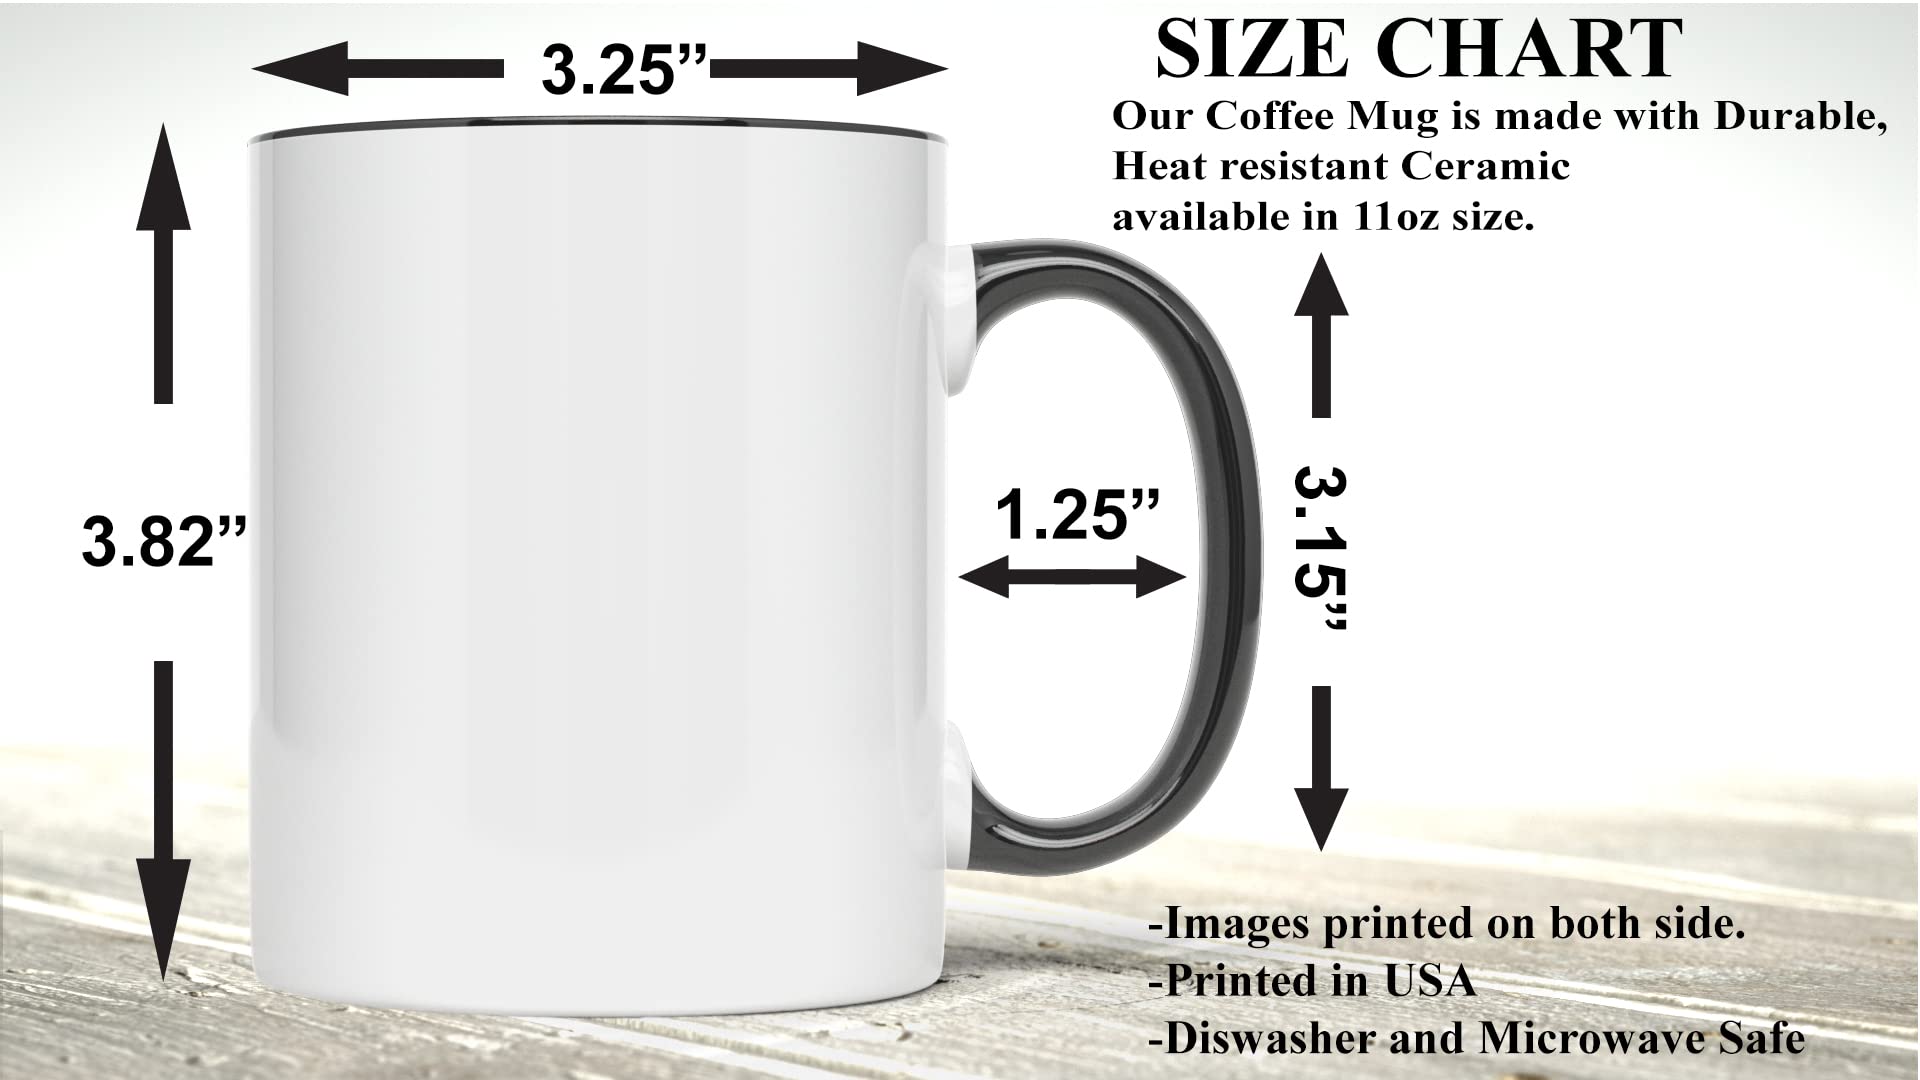 SIZE CHART
Our Coffee Mug is made with Durable,
Heat resistant Ceramic
available in 11oz size.
3.25”
3.82”
1.25”
3.15”
-Images printed on both side.
-Printed in USA
-Diswasher and Microwave Safe